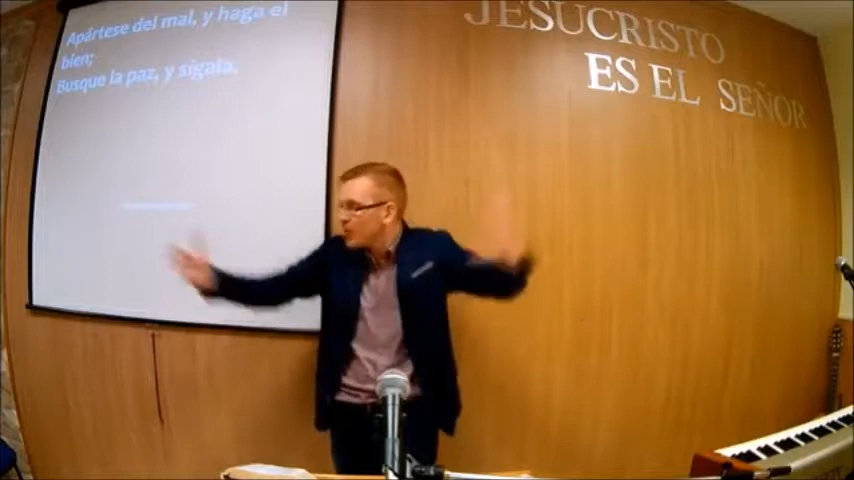 Apártese del mal, y haga el
bien;
Busque la paz, y sígala.
JESUCRISTO
ES EL SEÑOR